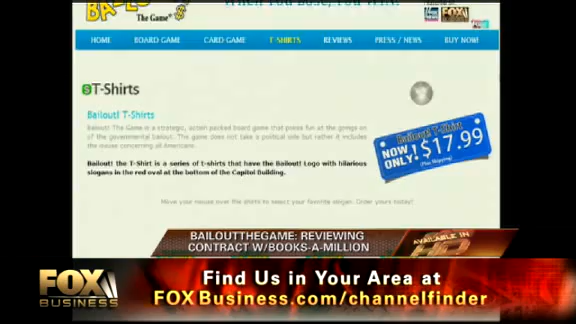 When You Lose, You Win!
BAILO
The Game®
FOX
HOME BOARD GAME CARD GAME T-SHIRTS REVIEWS PRESS / NEWS BUY NOW!
T-Shirts
Bailout! T-Shirts
Bailout! The Game is a strategic, action packed board game that pokes fun at the goings on
of the governmental bailout. This game does not take a political side but rather it includes
the issues concerning all Americans.
Bailout! the T-Shirt is a series of t-shirts that have the Bailout! Logo with hilarious
slogans in the red oval at the bottom of the Capitol Building.
Bailout! T-Shirt
NOW ONLY! $17.99
(Plus Shipping)
Move your mouse over the shirts to select your favorite slogan. Order yours today!
BAILOUTTHEGAME: REVIEWING
CONTRACT W/BOOKS-A-MILLION
AVAILABLE IN
HD
FOX
BUSINESS
Find Us in Your Area at
FOXBusiness.com/channelfinder